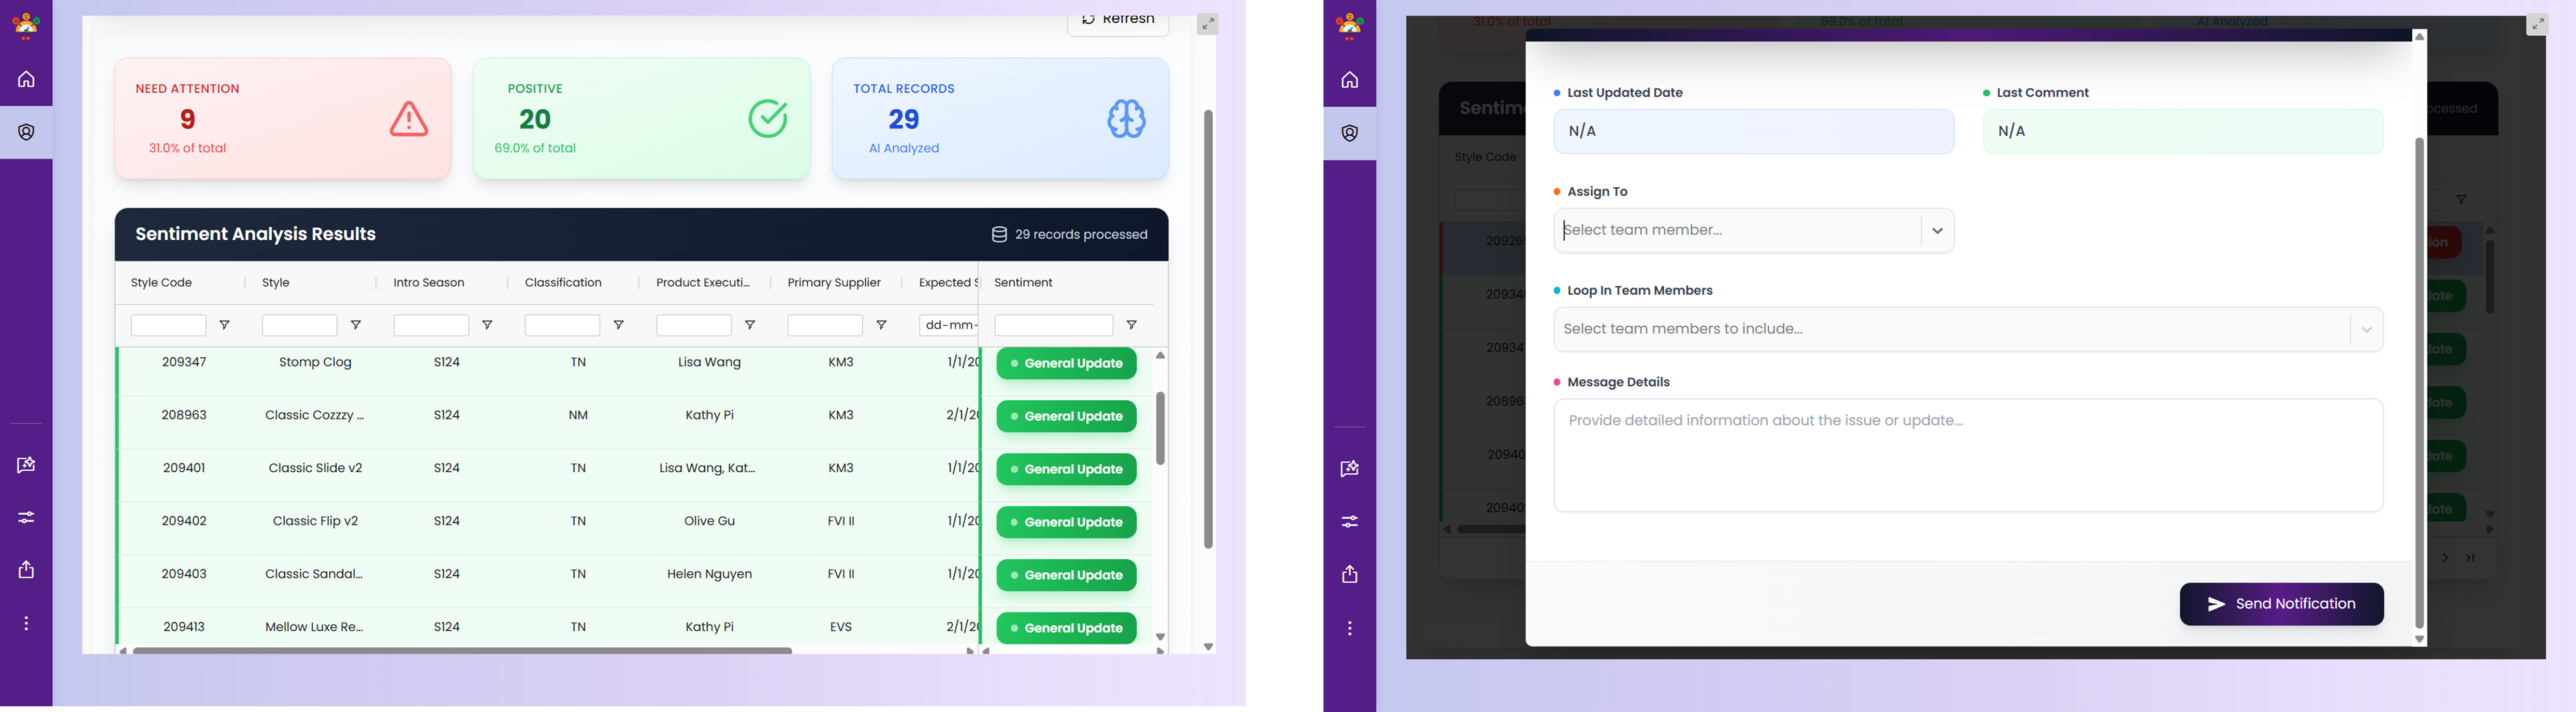 Refresh
NEED ATTENTION
9
31.0% of total
POSITIVE
20
69.0% of total
TOTAL RECORDS
29
AI Analyzed
Sentiment Analysis Results
29 records processed
Style Code Style Intro Season Classification Product Executi... Primary Supplier Expected S Sentiment
dd-mm-
209347 Stomp Clog S124 TN Lisa Wang KM3 1/1/20 General Update
208963 Classic Cozzzy ... S124 NM Kathy Pi KM3 2/1/20 General Update
209401 Classic Slide v2 S124 TN Lisa Wang, Kat... KM3 1/1/20 General Update
209402 Classic Flip v2 S124 TN Olive Gu FVI II 1/1/20 General Update
209403 Classic Sandal... S124 TN Helen Nguyen FVI II 1/1/20 General Update
209413 Mellow Luxe Re... S124 TN Kathy Pi EVS 2/1/20 General Update
31.0% of total 69.0% of total AI Analyzed
Sentim
ocessed
Style Code
20926
tion
20934
date
20934
date
20896
date
20940
date
20940
date
Last Updated Date
N/A
Last Comment
N/A
Assign To
Select team member...
Loop In Team Members
Select team members to include...
Message Details
Provide detailed information about the issue or update...
Send Notification